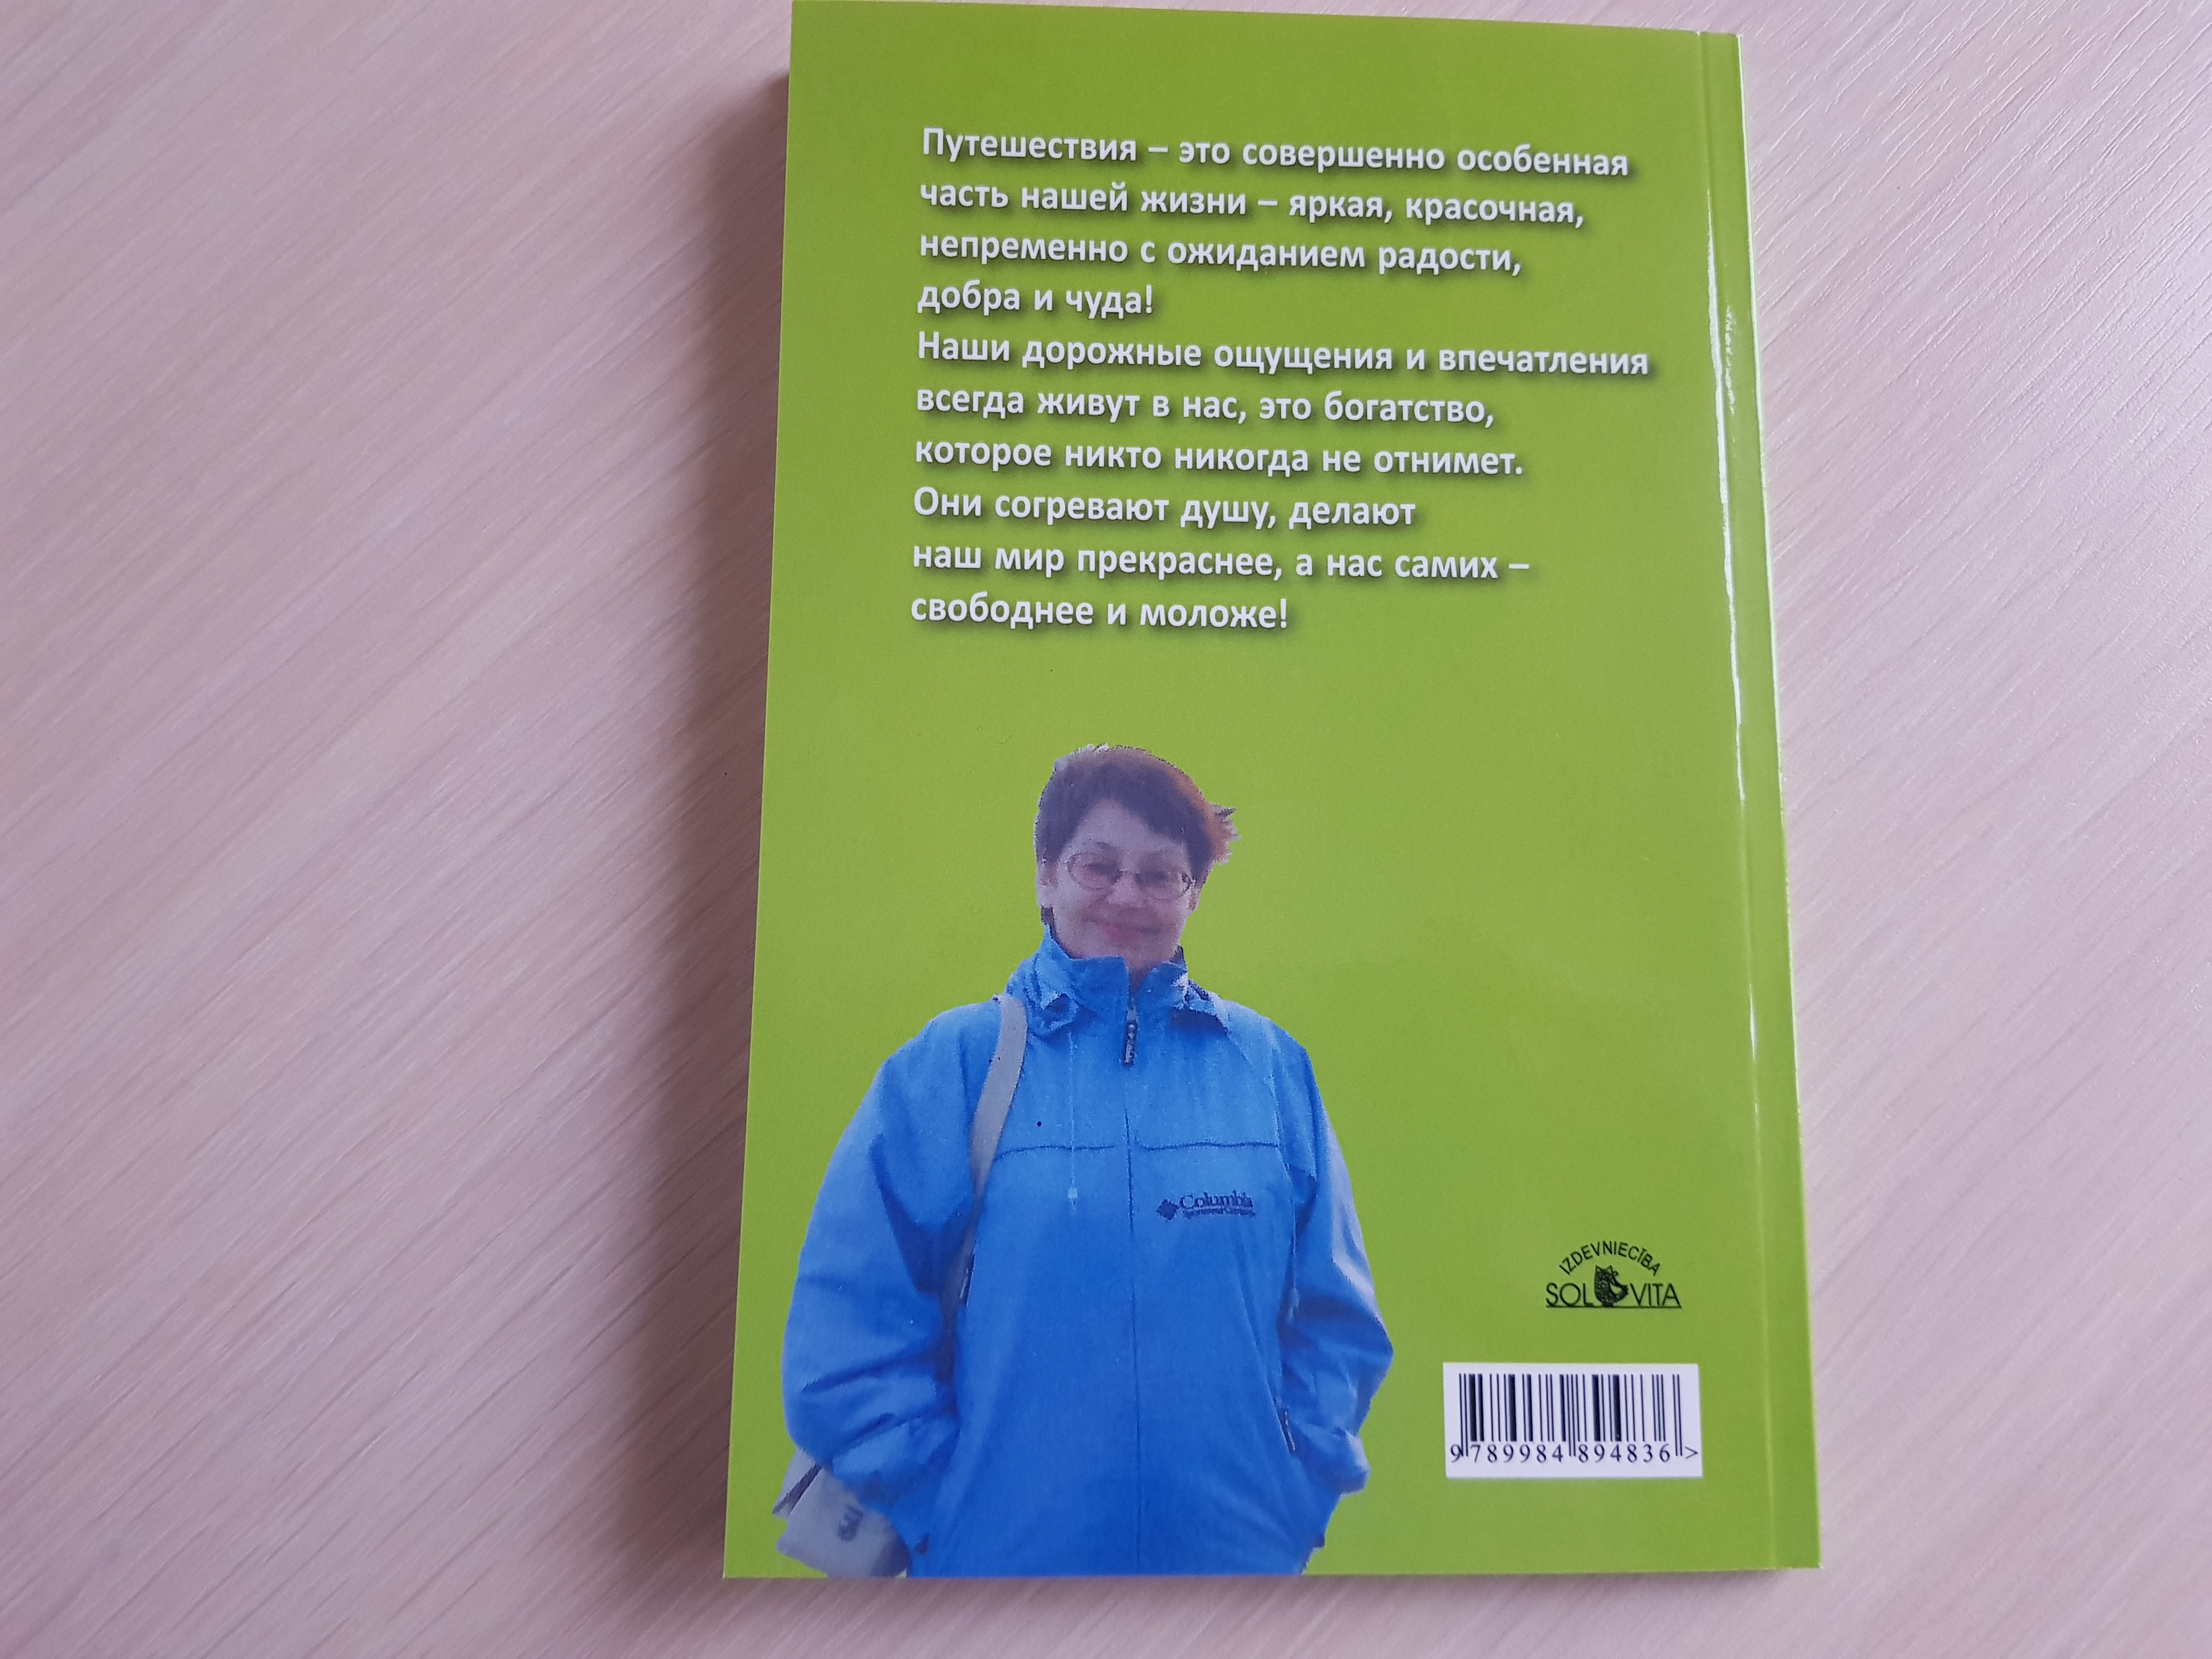 Путешествия – это совершенно особенная
часть нашей жизни – яркая, красочная,
непременно с ожиданием радости,
добра и чуда!
Наши дорожные ощущения и впечатления
всегда живут в нас, это богатство,
которое никто никогда не отнимет.
Они согревают душу, делают
наш мир прекраснее, а нас самих –
свободнее и моложе!
Columbia
IZDEVNIECĪBA
SOL VITA
9 789984 894836 >